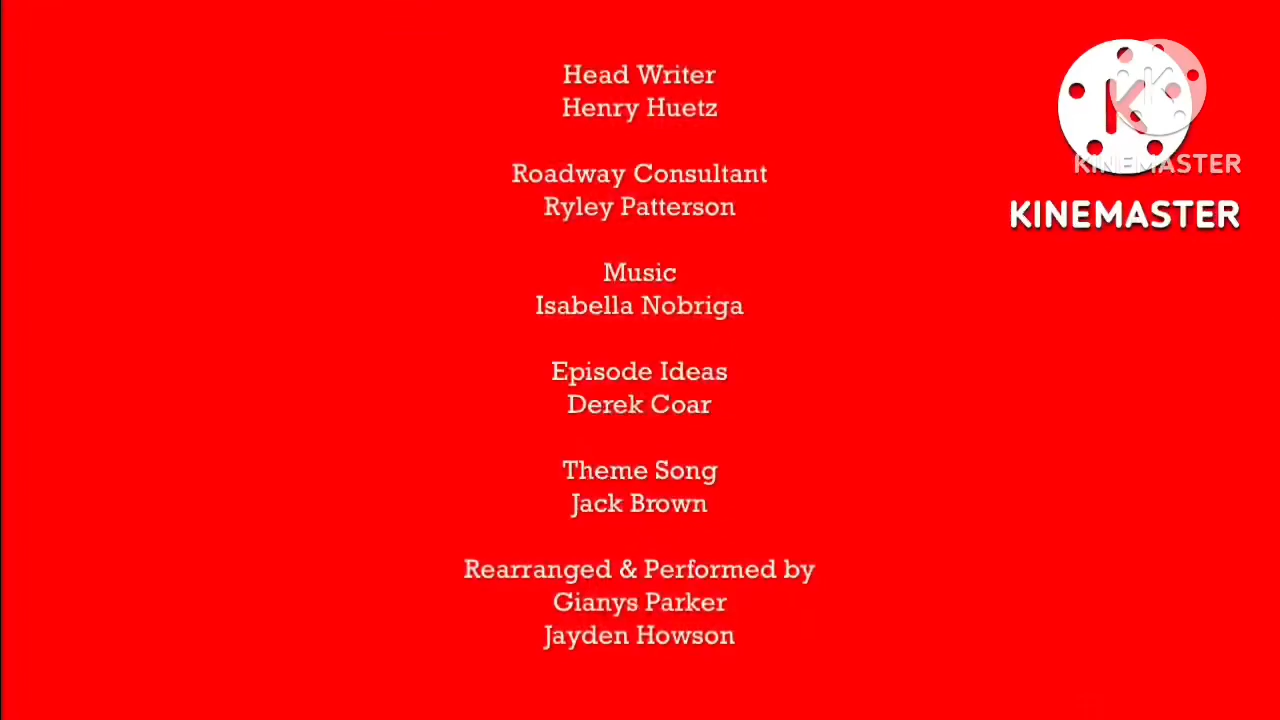 Head Writer
Henry Huetz
Roadway Consultant
Ryley Patterson
Music
Isabella Nobriga
Episode Ideas
Derek Coar
Theme Song
Jack Brown
Rearranged & Performed by
Gianys Parker
Jayden Howson
K
K
KINEMASTER
KINEMASTER